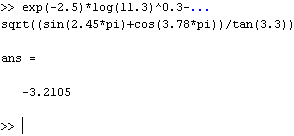 >> exp(-2.5)*log(11.3)^0.3-...
sqrt((sin(2.45*pi)+cos(3.78*pi))/tan(3.3))
ans =
-3.2105
>>